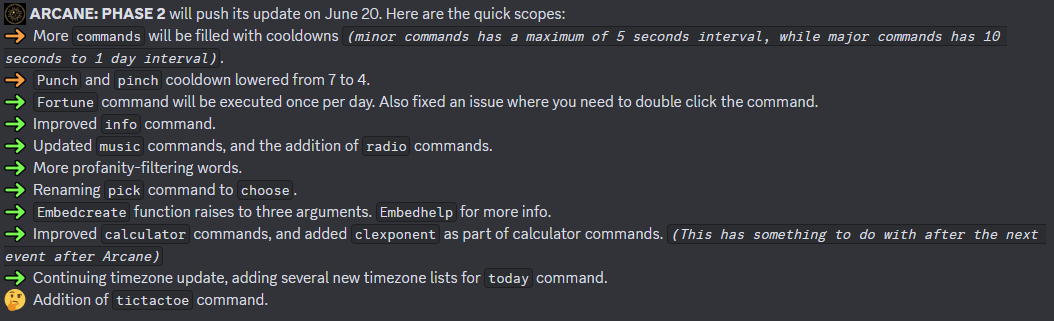 ARCANE: PHASE 2 will push its update on June 20. Here are the quick scopes:
More commands will be filled with cooldowns (minor commands has a maximum of 5 seconds interval, while major commands has 10
seconds to 1 day interval).
Punch and pinch cooldown lowered from 7 to 4.
Fortune command will be executed once per day. Also fixed an issue where you need to double click the command.
Improved info command.
Updated music commands, and the addition of radio commands.
More profanity-filtering words.
Renaming pick command to choose.
Embedcreate function raises to three arguments. Embedhelp for more info.
Improved calculator commands, and added clexponent as part of calculator commands. (This has something to do with after the next
event after Arcane)
Continuing timezone update, adding several new timezone lists for today command.
Addition of tictactoe command.